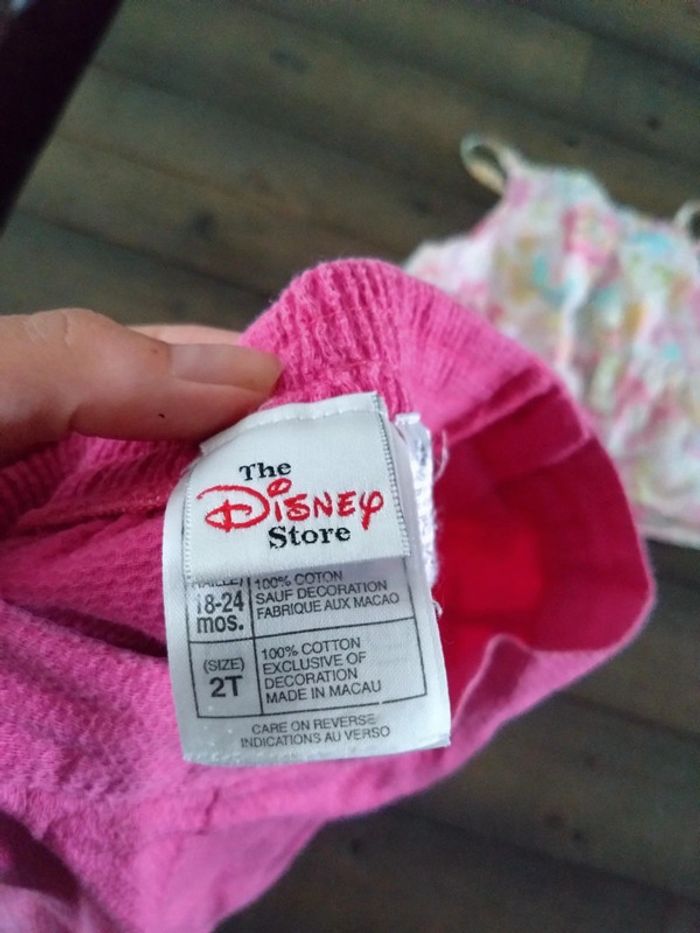 The
DISNEY
Store
18-24
mos.
100% COTON
SAUF DECORATION
FABRIQUE AUX MACAO
(SIZE)
2T
100% COTTON
EXCLUSIVE OF
DECORATION
MADE IN MACAU
CARE ON REVERSE
INDICATIONS AU VERSO